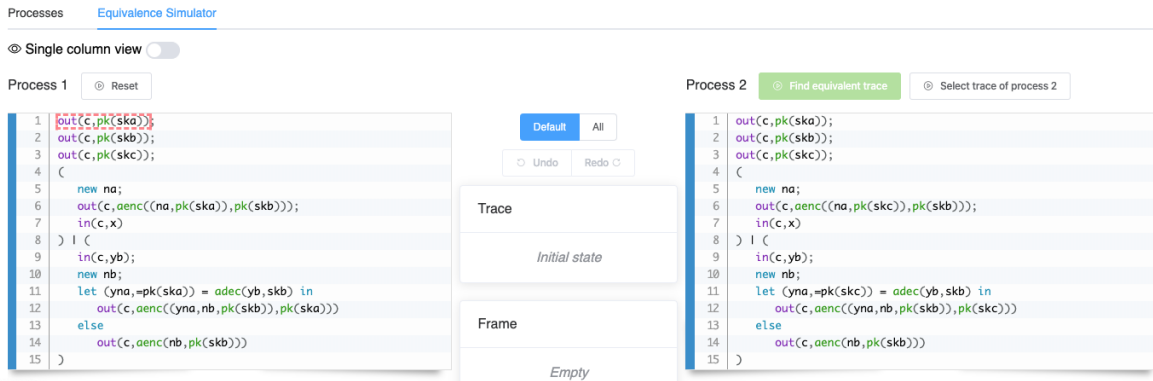 Processes Equivalence Simulator
Single column view
Process 1 Reset
1 out(c,pk(ska));
2 out(c,pk(skb));
3 out(c,pk(skc));
4 (
5 new na;
6 out(c,aenc((na,pk(ska)),pk(skb)));
7 in(c,x)
8 ) | (
9 in(c,yb);
10 new nb;
11 let (yna,=pk(ska)) = adec(yb,skb) in
12 out(c,aenc((yna,nb,pk(skb)),pk(ska)))
13 else
14 out(c,aenc(nb,pk(skb)))
15 )
Default All
Undo Redo
Trace
Initial state
Frame
Empty
Process 2 Find equivalent trace Select trace of process 2
1 out(c,pk(ska));
2 out(c,pk(skb));
3 out(c,pk(skc));
4 (
5 new na;
6 out(c,aenc((na,pk(skc)),pk(skb)));
7 in(c,x)
8 ) | (
9 in(c,yb);
10 new nb;
11 let (yna,=pk(skc)) = adec(yb,skb) in
12 out(c,aenc((yna,nb,pk(skb)),pk(skc)))
13 else
14 out(c,aenc(nb,pk(skb)))
15 )